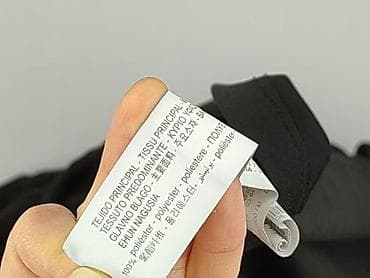 TEJIDO PRINCIPAL - TISSU PRINCIPAL -
TESSUTO PREDOMINANTE - ΚΥΡΙΟ
GLAVNO BLAGO - 主要面料 - 주요소재 -
EHUN NAGUSIA
100% poliéster - polyester - poliestere -
聚酯纤维 - 폴리에스터 - بوليستر - poliester